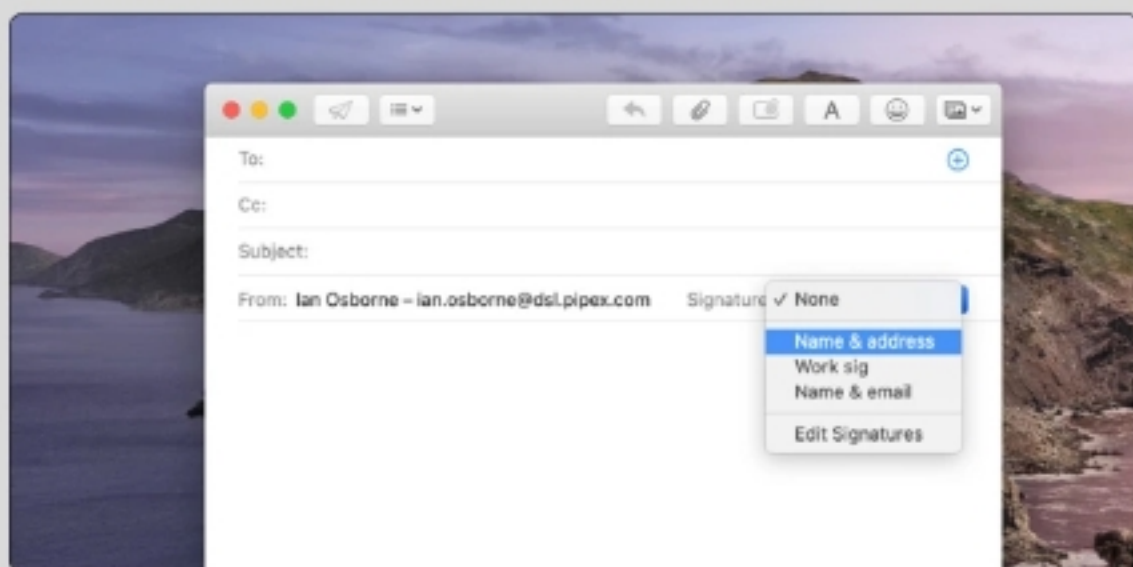 To:
Cc:
Subject:
From: Ian Osborne – ian.osborne@dsl.pipex.com Signature ✓ None
Name & address
Work sig
Name & email
Edit Signatures